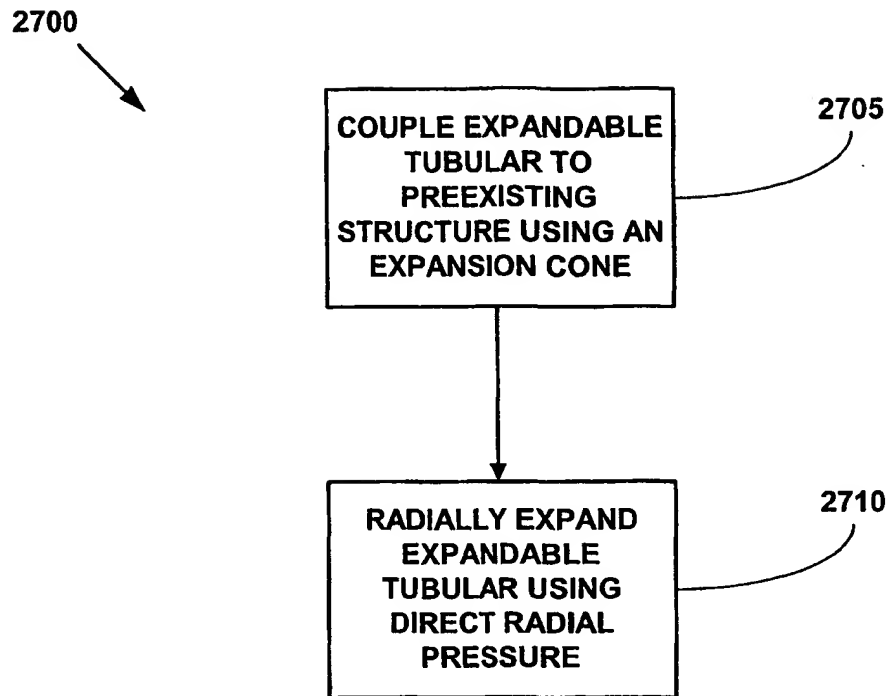 2700
COUPLE EXPANDABLE
TUBULAR TO
PREEXISTING
STRUCTURE USING AN
EXPANSION CONE
2705
RADIALLY EXPAND
EXPANDABLE
TUBULAR USING
DIRECT RADIAL
PRESSURE
2710